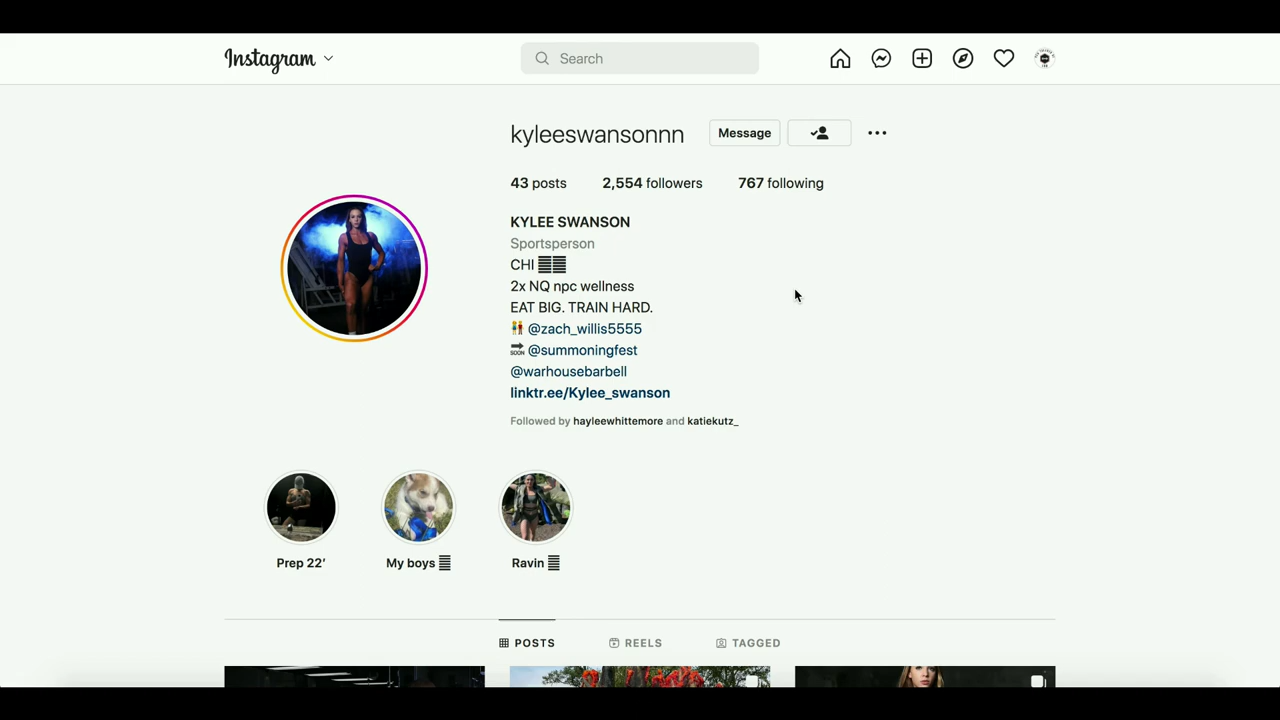 Instagram
Search
kyleeswansonnn Message
43 posts 2,554 followers 767 following
KYLEE SWANSON
Sportsperson
CHI
2x NQ npc wellness
EAT BIG. TRAIN HARD.
@zach_willis5555
SOON @summoningfest
@warhousebarbell
linktr.ee/Kylee_swanson
Followed by hayleewhittemore and katiekutz_
Prep 22’ My boys Ravin
POSTS REELS TAGGED